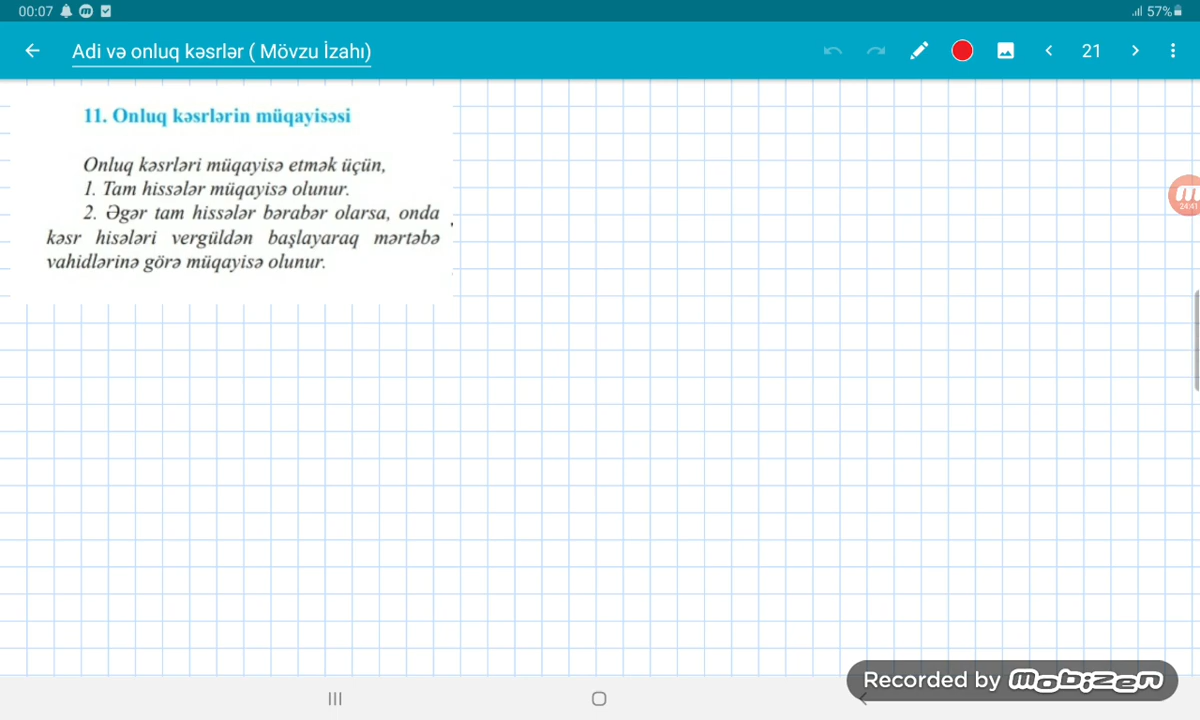 00:07
57%
Adi və onluq kəsrlər ( Mövzu İzahı)
21
11. Onluq kəsrlərin müqayisəsi
Onluq kəsrləri müqayisə etmək üçün,
1. Tam hissələr müqayisə olunur.
2. Əgər tam hissələr bərabər olarsa, onda
kəsr hisələri vergüldən başlayaraq mərtəbə
vahidlərinə görə müqayisə olunur.
24:41
Recorded by mobizen